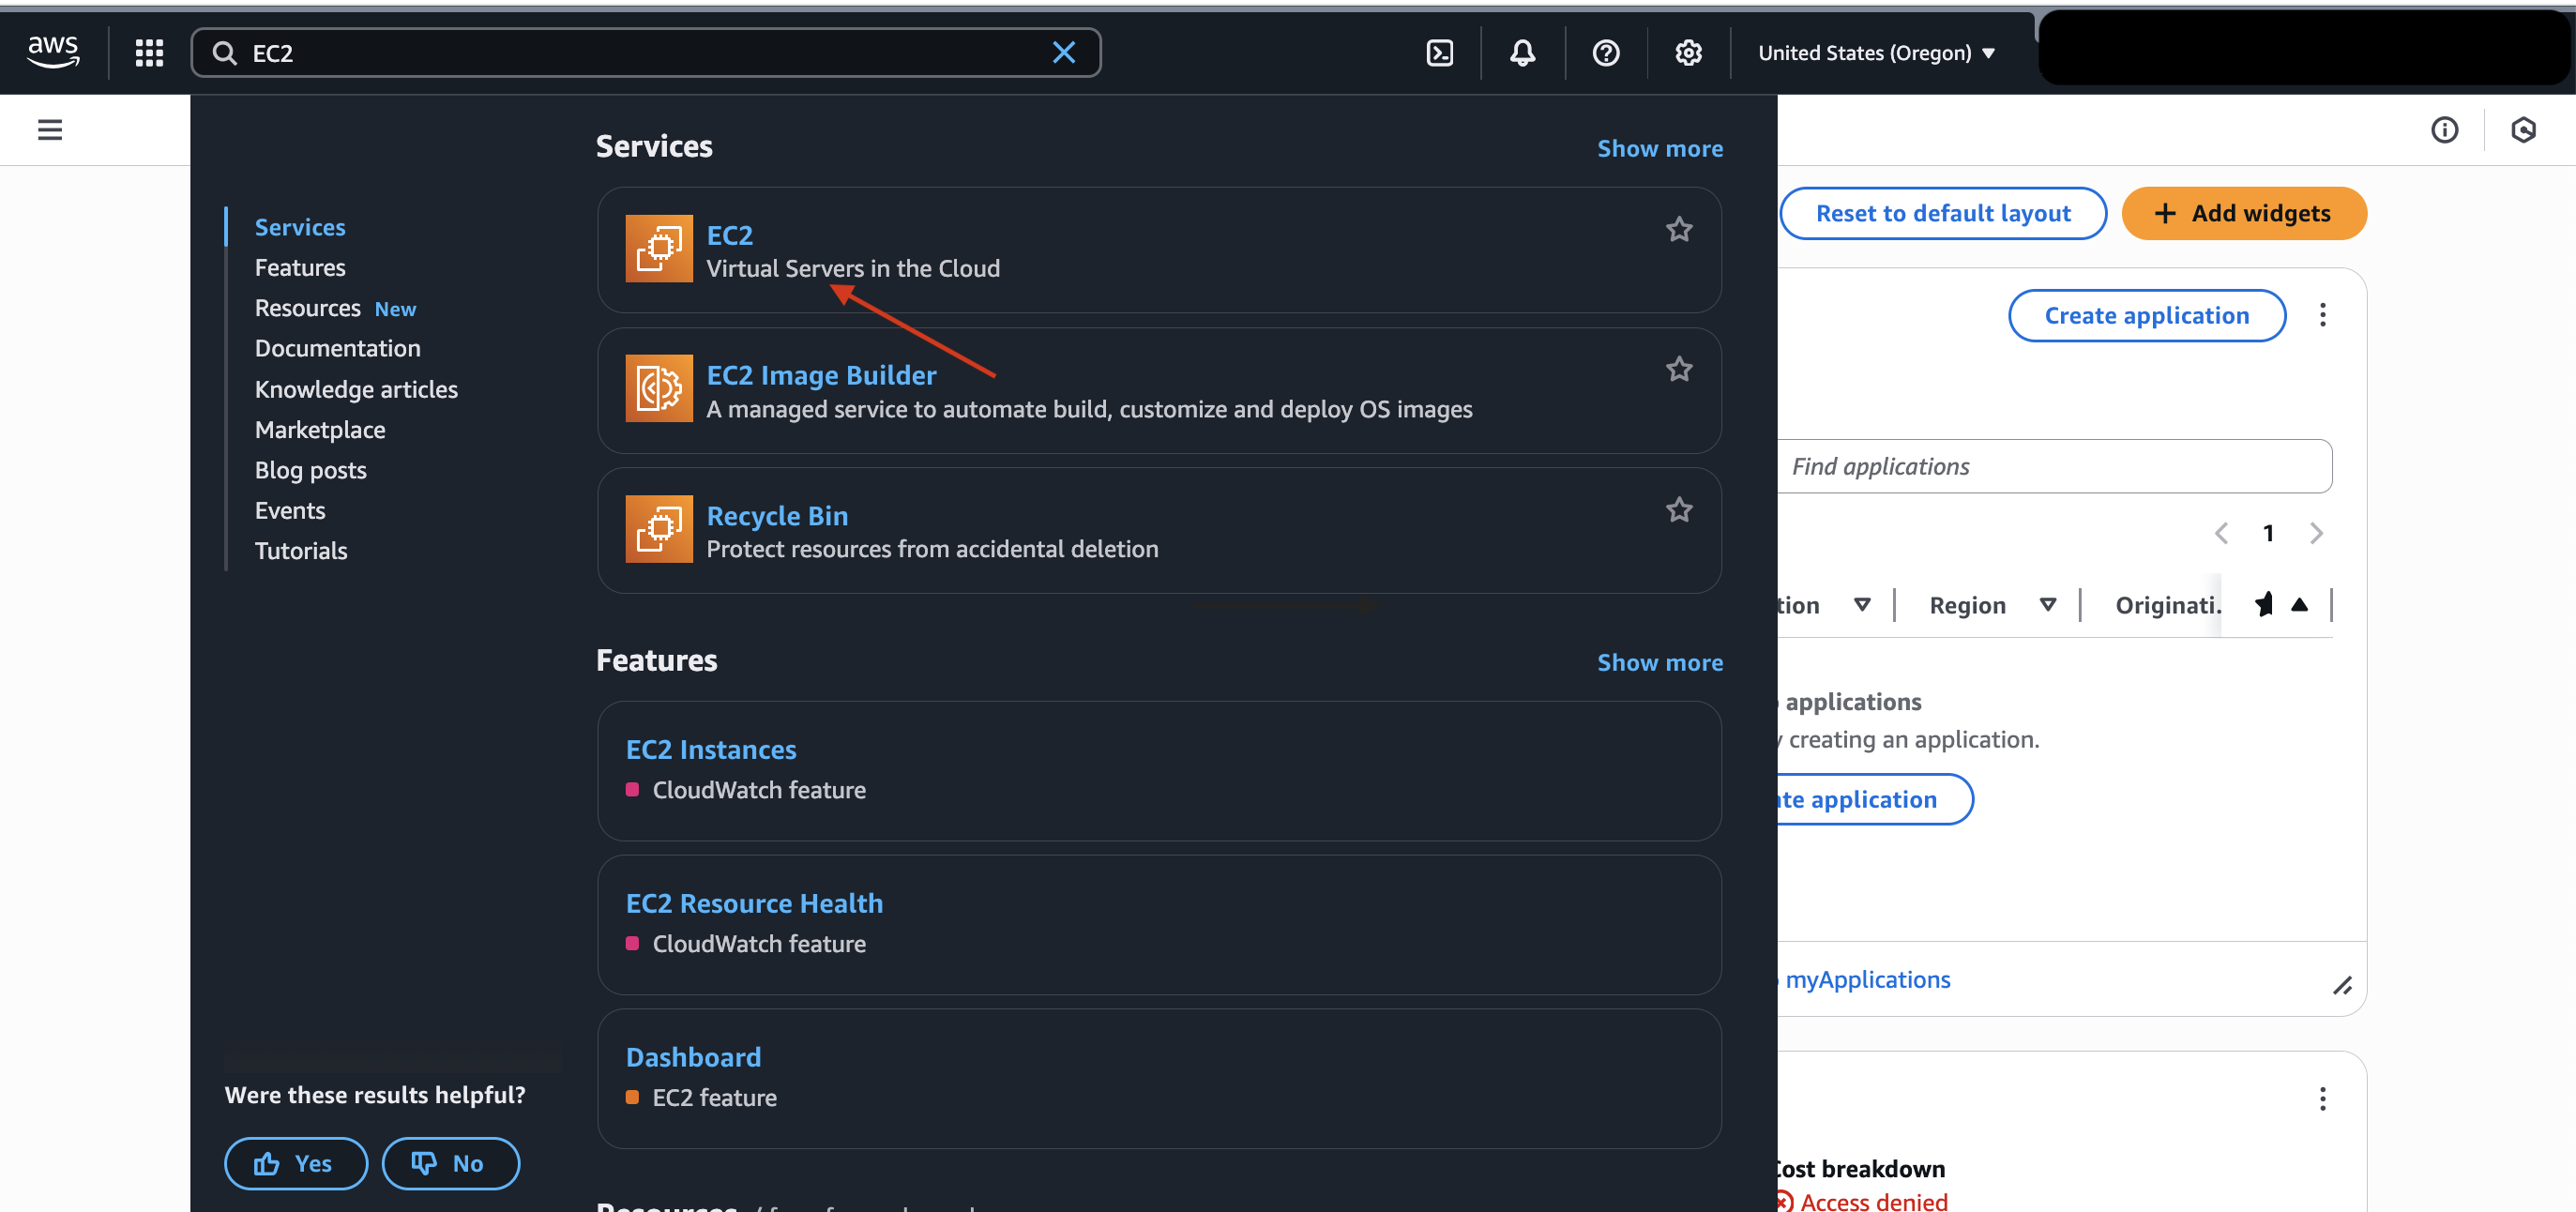 aws
EC2
United States (Oregon)
Services
Show more
Services
Features
Resources New
Documentation
Knowledge articles
Marketplace
Blog posts
Events
Tutorials
EC2
Virtual Servers in the Cloud
EC2 Image Builder
A managed service to automate build, customize and deploy OS images
Recycle Bin
Protect resources from accidental deletion
Features
Show more
EC2 Instances
CloudWatch feature
EC2 Resource Health
CloudWatch feature
Dashboard
EC2 feature
Were these results helpful?
Yes
No
Reset to default layout
+ Add widgets
Create application
Find applications
1
tion
Region
Originati.
applications
y creating an application.
te application
myApplications
Cost breakdown
Access denied